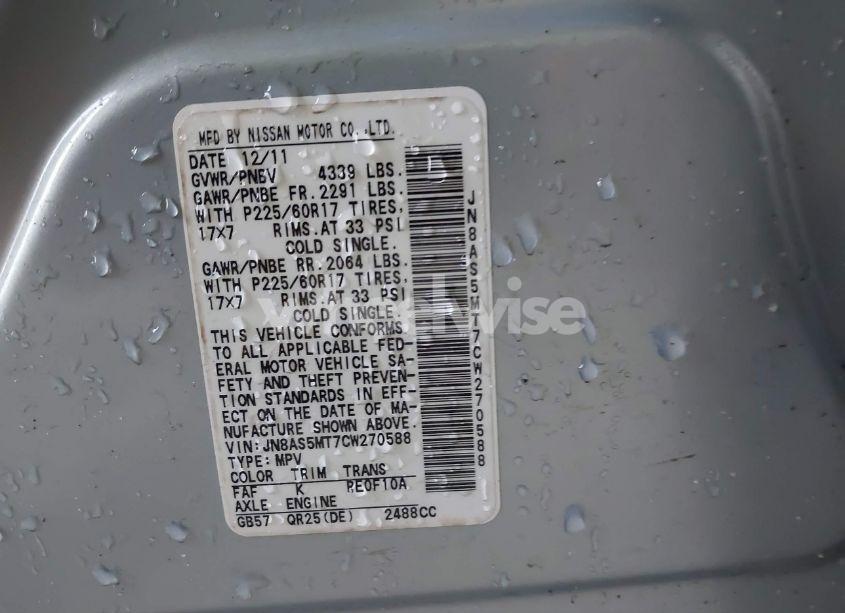 MFD BY NISSAN MOTOR CO.,LTD.
DATE 12/11
GVWR/PNBV 4339 LBS.
GAWR/PNBE FR.2291 LBS.
WITH P225/60R17 TIRES,
17X7 RIMS.AT 33 PSI
COLD SINGLE.
GAWR/PNBE RR.2064 LBS.
WITH P225/60R17 TIRES,
17X7 RIMS.AT 33 PSI
COLD SINGLE.
THIS VEHICLE CONFORMS
TO ALL APPLICABLE FED-
ERAL MOTOR VEHICLE SA-
FETY AND THEFT PREVEN-
TION STANDARDS IN EFF-
ECT ON THE DATE OF MA-
NUFACTURE SHOWN ABOVE.
VIN:JN8AS5MT7CW270588
TYPE:MPV
COLOR TRIM TRANS
FAF K RE0F10A
AXLE ENGINE
GB57 QR25(DE) 2488CC
JN8AS5MT7CW270588